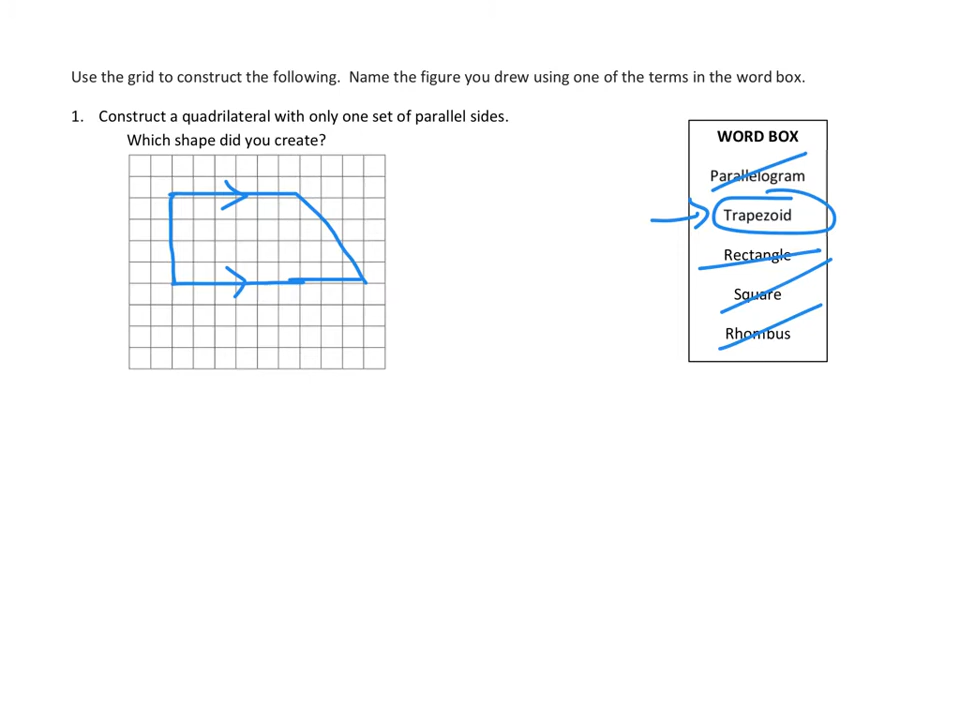 Use the grid to construct the following.  Name the figure you drew using one of the terms in the word box.
1.   Construct a quadrilateral with only one set of parallel sides.
Which shape did you create?
WORD BOX
Parallelogram
Trapezoid
Rectangle
Square
Rhombus